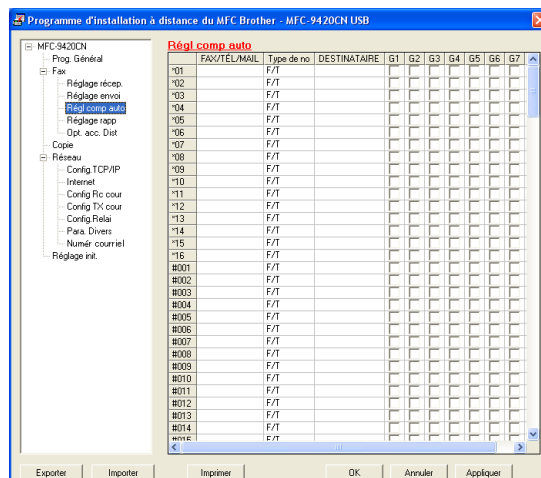 Programme d'installation à distance du MFC Brother - MFC-9420CN USB
MFC-9420CN
Prog. Général
Fax
Réglage récep.
Réglage envoi
Régl comp auto
Réglage rapp
Opt. acc. Dist
Copie
Réseau
Config.TCP/IP
Internet
Config Rc cour
Config TX cour
Config.Relai
Para. Divers
Numér courriel
Réglage init.
Régl comp auto
FAX/TÉL/MAIL Type de no DESTINATAIRE G1 G2 G3 G4 G5 G6 G7
*01 F/T
*02 F/T
*03 F/T
*04 F/T
*05 F/T
*06 F/T
*07 F/T
*08 F/T
*09 F/T
*10 F/T
*11 F/T
*12 F/T
*13 F/T
*14 F/T
*15 F/T
*16 F/T
#001 F/T
#002 F/T
#003 F/T
#004 F/T
#005 F/T
#006 F/T
#007 F/T
#008 F/T
#009 F/T
#010 F/T
#011 F/T
#012 F/T
#013 F/T
#014 F/T
#015 F/T
Exporter Importer Imprimer OK Annuler Appliquer